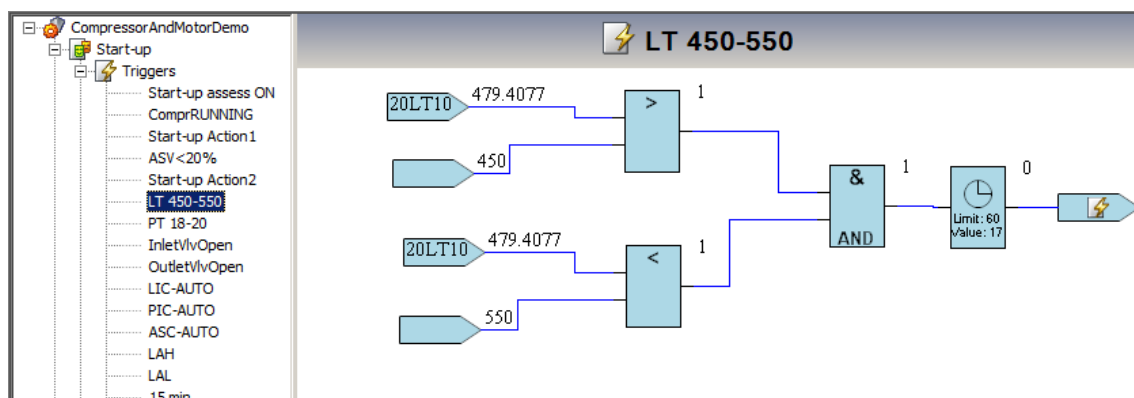 CompressorAndMotorDemo
Start-up
Triggers
Start-up assess ON
ComprRUNNING
Start-up Action1
ASV<20%
Start-up Action2
LT 450-550
PT 18-20
InletVlvOpen
OutletVlvOpen
LIC-AUTO
PIC-AUTO
ASC-AUTO
LAH
LAL
15 min
LT 450-550
20LT10
479.4077
>
1
450
20LT10
479.4077
<
1
550
&
AND
1
Limit: 60
Value: 17
0